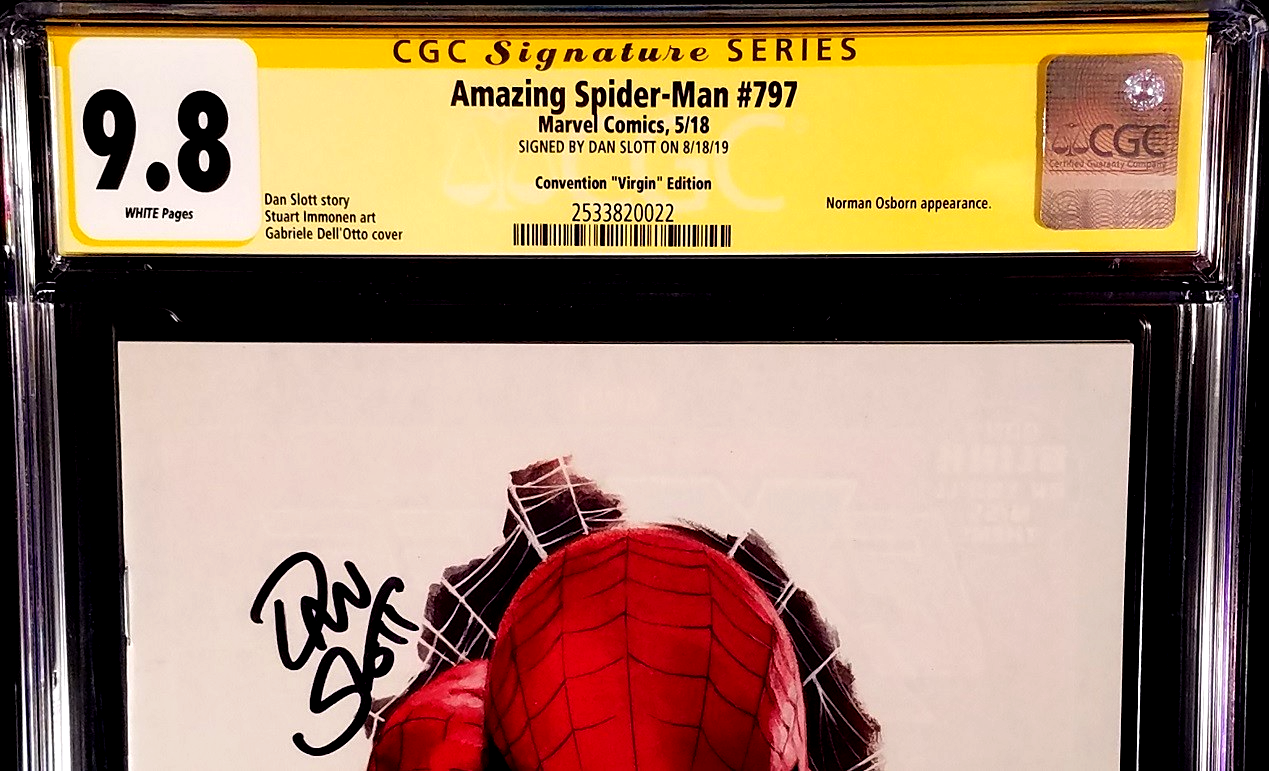 CGC Signature SERIES
9.8
WHITE Pages
Amazing Spider-Man #797
Marvel Comics, 5/18
SIGNED BY DAN SLOTT ON 8/18/19
Convention "Virgin" Edition
2533820022
Dan Slott story
Stuart Immonen art
Gabriele Dell'Otto cover
Norman Osborn appearance.
CGC
Certified Guaranty Company
DAN
SLOTT